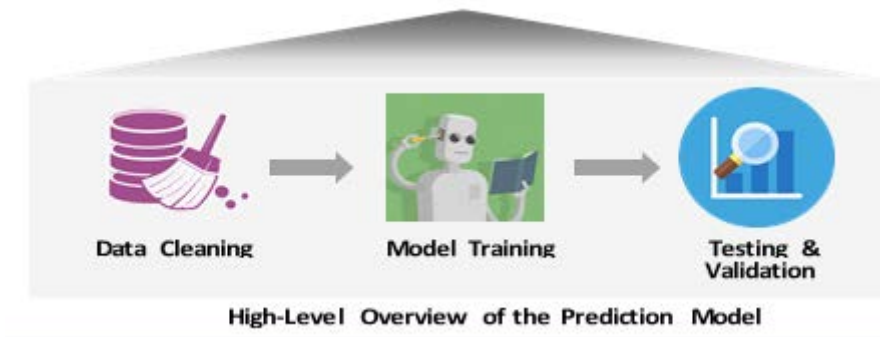 Data Cleaning
Model Training
Testing &
Validation
High-Level Overview of the Prediction Model